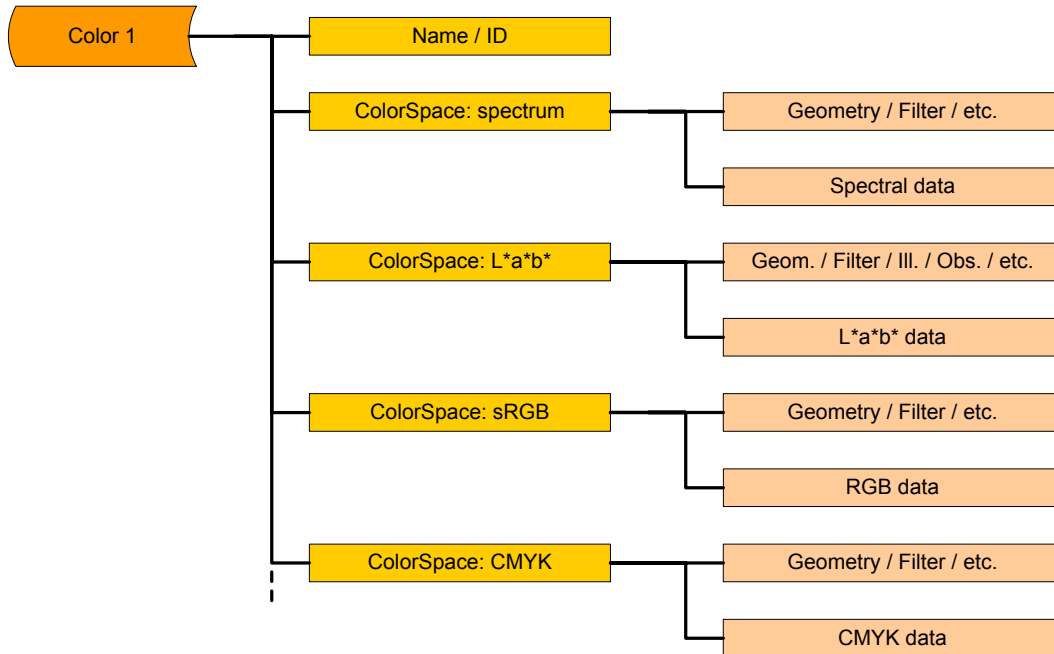 Color 1
Name / ID
ColorSpace: spectrum
Geometry / Filter / etc.
Spectral data
ColorSpace: L*a*b*
Geom. / Filter / Ill. / Obs. / etc.
L*a*b* data
ColorSpace: sRGB
Geometry / Filter / etc.
RGB data
ColorSpace: CMYK
Geometry / Filter / etc.
CMYK data